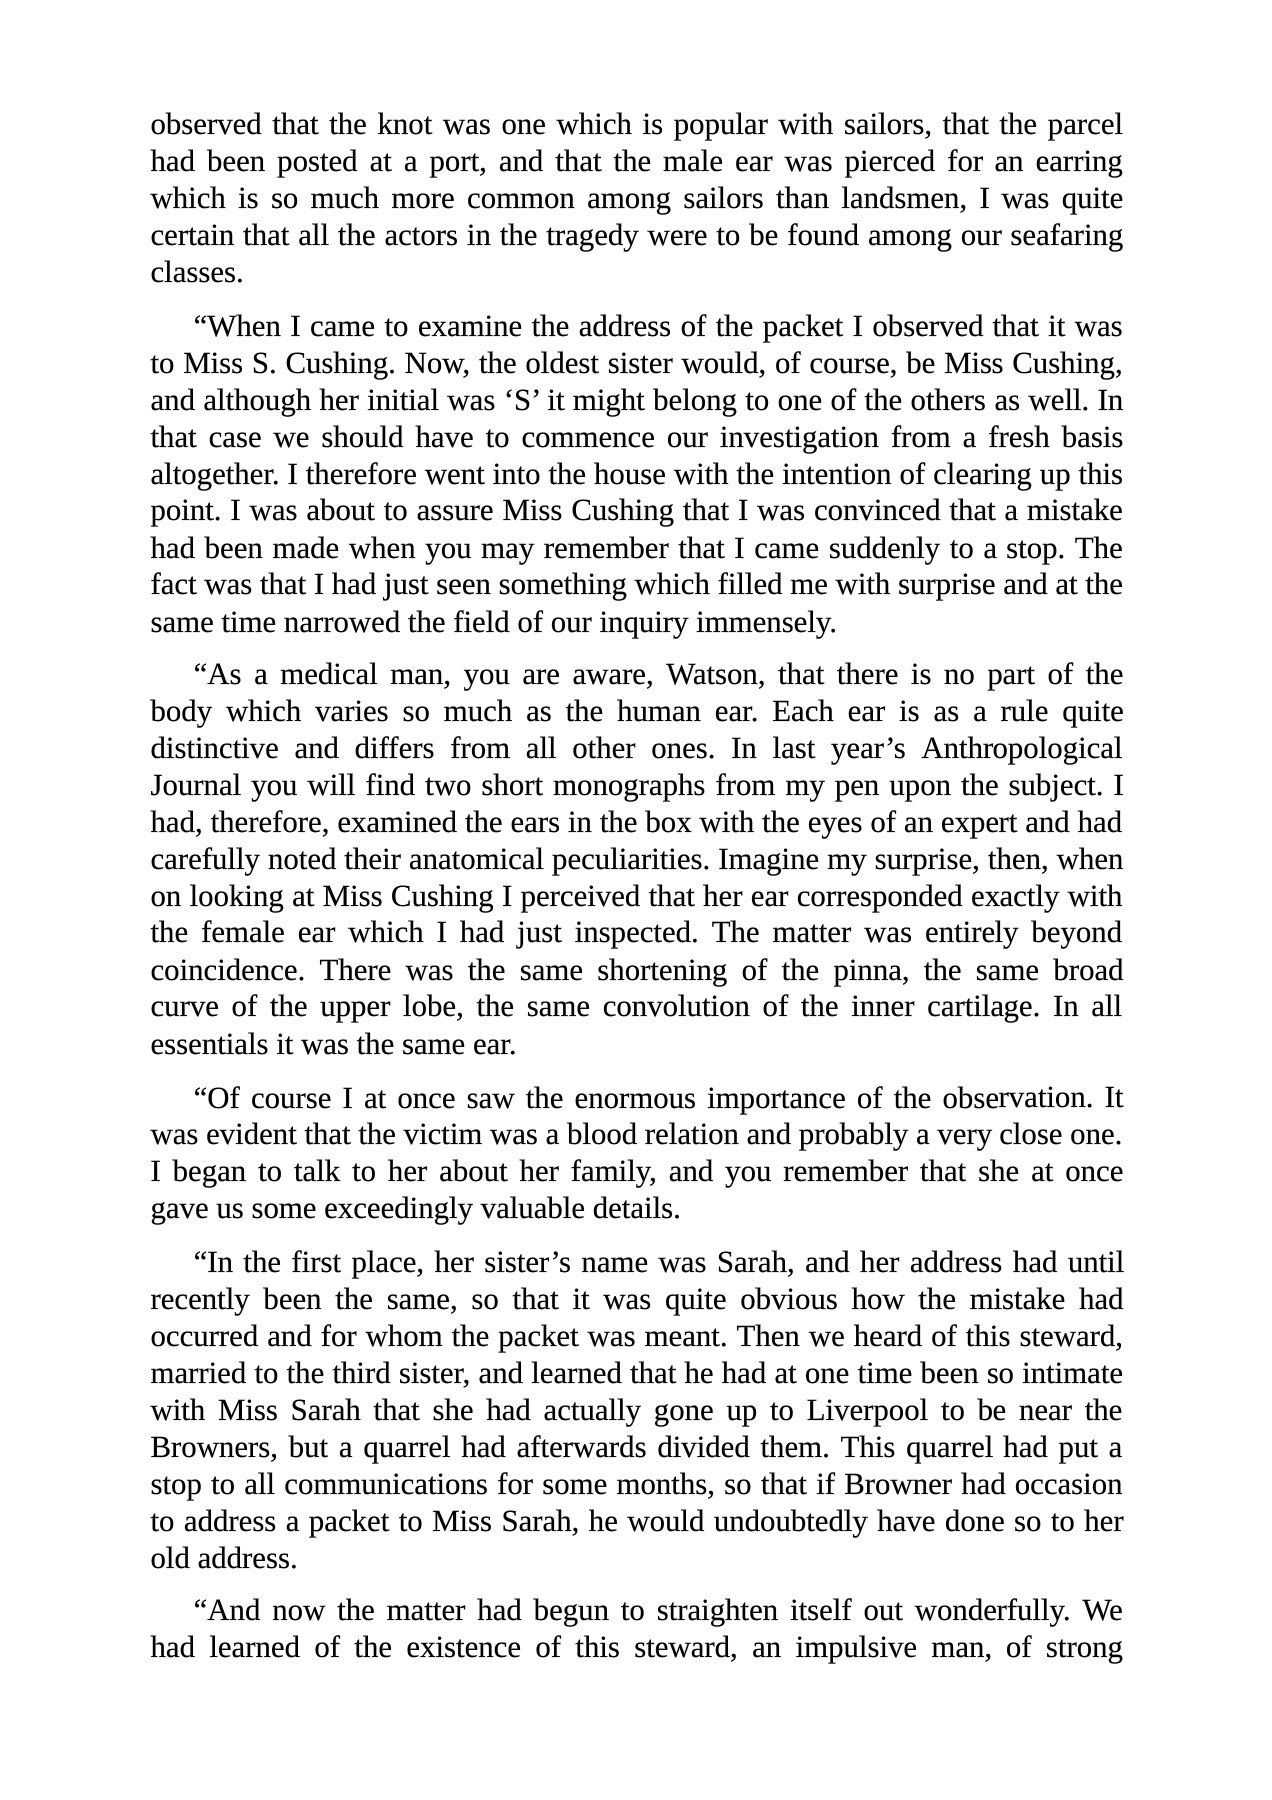 observed that the knot was one which is popular with sailors, that the parcel
had been posted at a port, and that the male ear was pierced for an earring
which is so much more common among sailors than landsmen, I was quite
certain that all the actors in the tragedy were to be found among our seafaring
classes.
“When I came to examine the address of the packet I observed that it was
to Miss S. Cushing. Now, the oldest sister would, of course, be Miss Cushing,
and although her initial was ‘S’ it might belong to one of the others as well. In
that case we should have to commence our investigation from a fresh basis
altogether. I therefore went into the house with the intention of clearing up this
point. I was about to assure Miss Cushing that I was convinced that a mistake
had been made when you may remember that I came suddenly to a stop. The
fact was that I had just seen something which filled me with surprise and at the
same time narrowed the field of our inquiry immensely.
“As a medical man, you are aware, Watson, that there is no part of the
body which varies so much as the human ear. Each ear is as a rule quite
distinctive and differs from all other ones. In last year’s Anthropological
Journal you will find two short monographs from my pen upon the subject. I
had, therefore, examined the ears in the box with the eyes of an expert and had
carefully noted their anatomical peculiarities. Imagine my surprise, then, when
on looking at Miss Cushing I perceived that her ear corresponded exactly with
the female ear which I had just inspected. The matter was entirely beyond
coincidence. There was the same shortening of the pinna, the same broad
curve of the upper lobe, the same convolution of the inner cartilage. In all
essentials it was the same ear.
“Of course I at once saw the enormous importance of the observation. It
was evident that the victim was a blood relation and probably a very close one.
I began to talk to her about her family, and you remember that she at once
gave us some exceedingly valuable details.
“In the first place, her sister’s name was Sarah, and her address had until
recently been the same, so that it was quite obvious how the mistake had
occurred and for whom the packet was meant. Then we heard of this steward,
married to the third sister, and learned that he had at one time been so intimate
with Miss Sarah that she had actually gone up to Liverpool to be near the
Browners, but a quarrel had afterwards divided them. This quarrel had put a
stop to all communications for some months, so that if Browner had occasion
to address a packet to Miss Sarah, he would undoubtedly have done so to her
old address.
“And now the matter had begun to straighten itself out wonderfully. We
had learned of the existence of this steward, an impulsive man, of strong